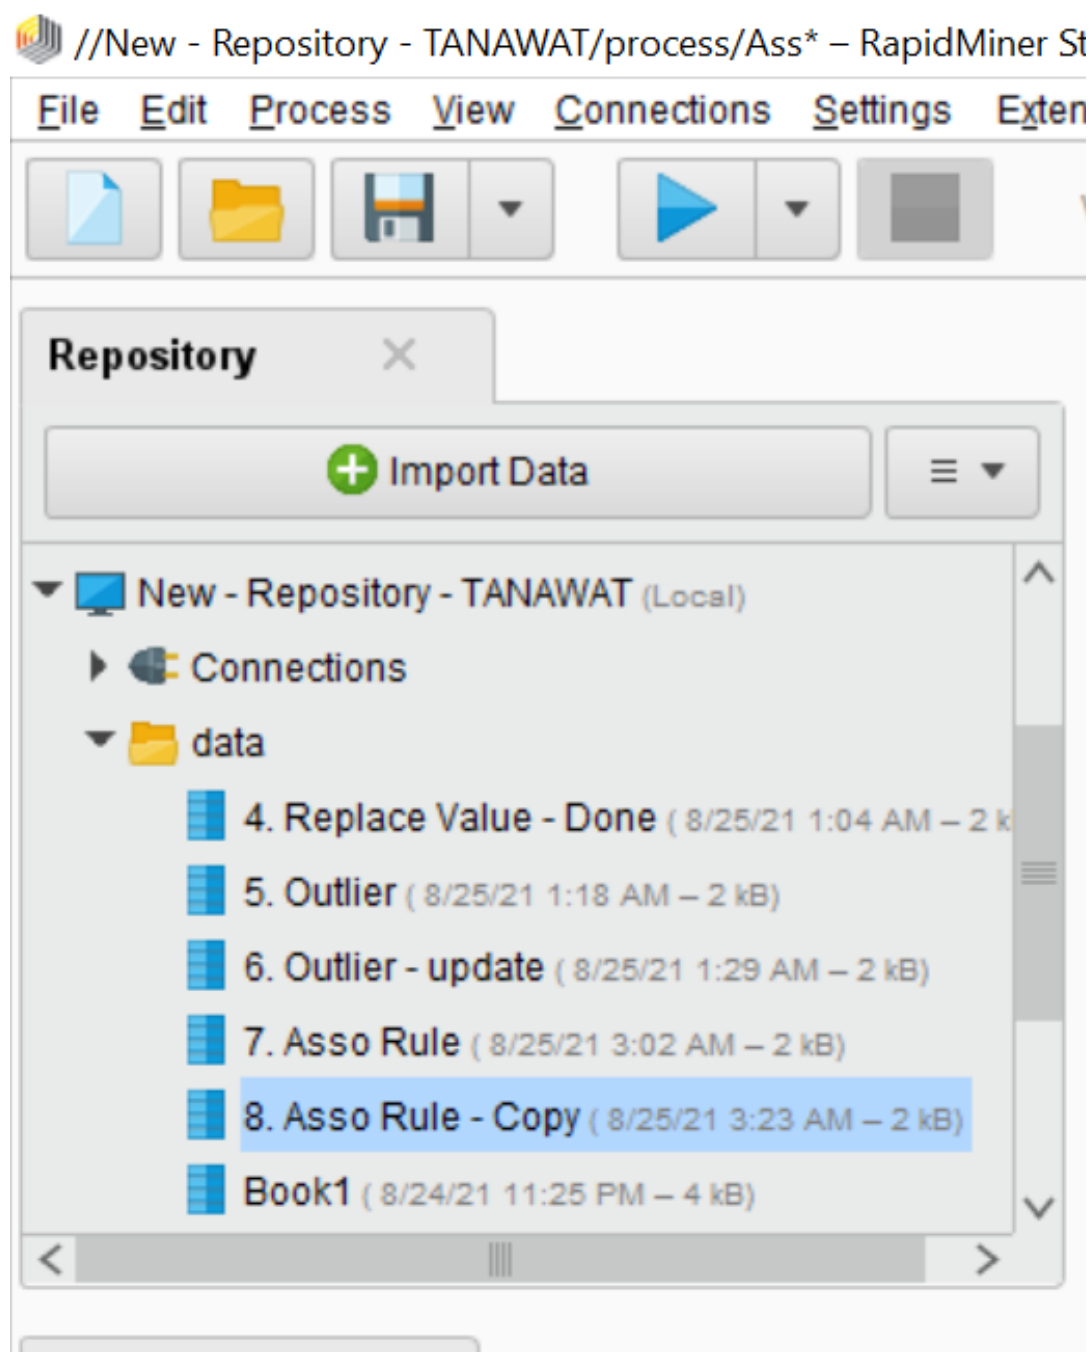 //New - Repository - TANAWAT/process/Ass* – RapidMiner St
File Edit Process View Connections Settings Exten
Repository
Import Data
New - Repository - TANAWAT (Local)
Connections
data
4. Replace Value - Done ( 8/25/21 1:04 AM – 2 k
5. Outlier ( 8/25/21 1:18 AM – 2 kB)
6. Outlier - update ( 8/25/21 1:29 AM – 2 kB)
7. Asso Rule ( 8/25/21 3:02 AM – 2 kB)
8. Asso Rule - Copy ( 8/25/21 3:23 AM – 2 kB)
Book1 ( 8/24/21 11:25 PM – 4 kB)